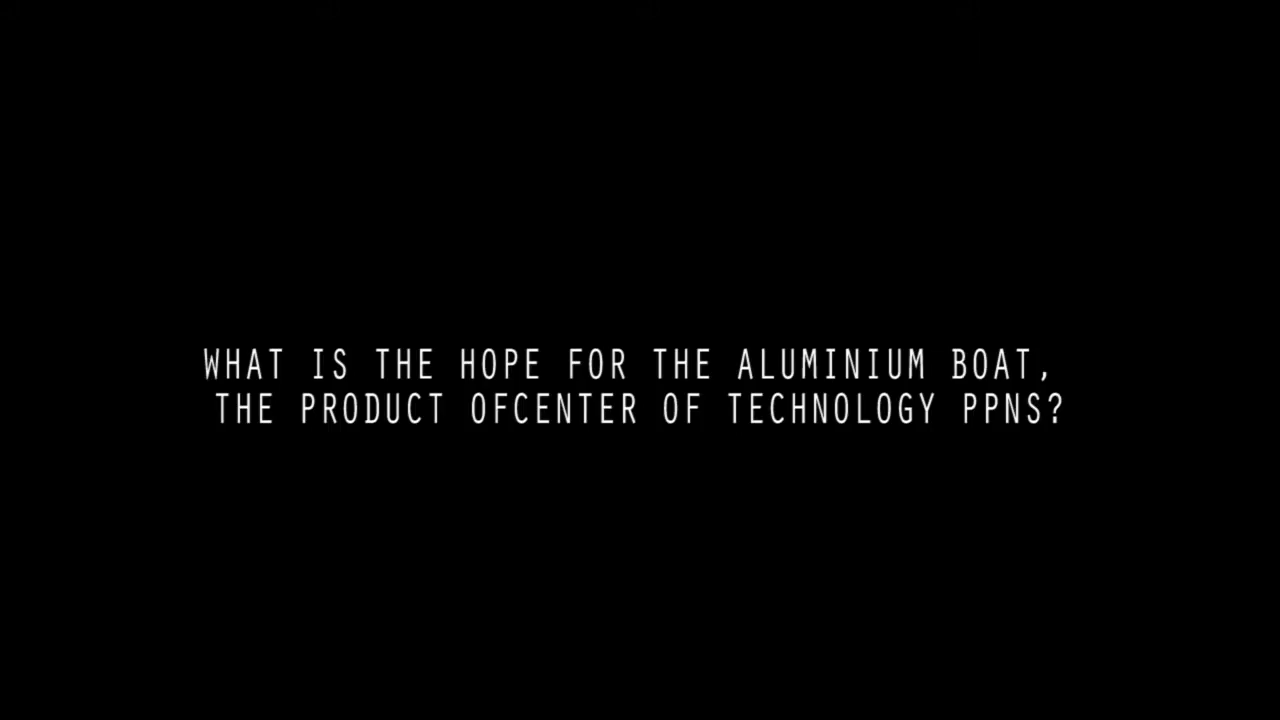 WHAT IS THE HOPE FOR THE ALUMINIUM BOAT,
THE PRODUCT OFCENTER OF TECHNOLOGY PPNS?